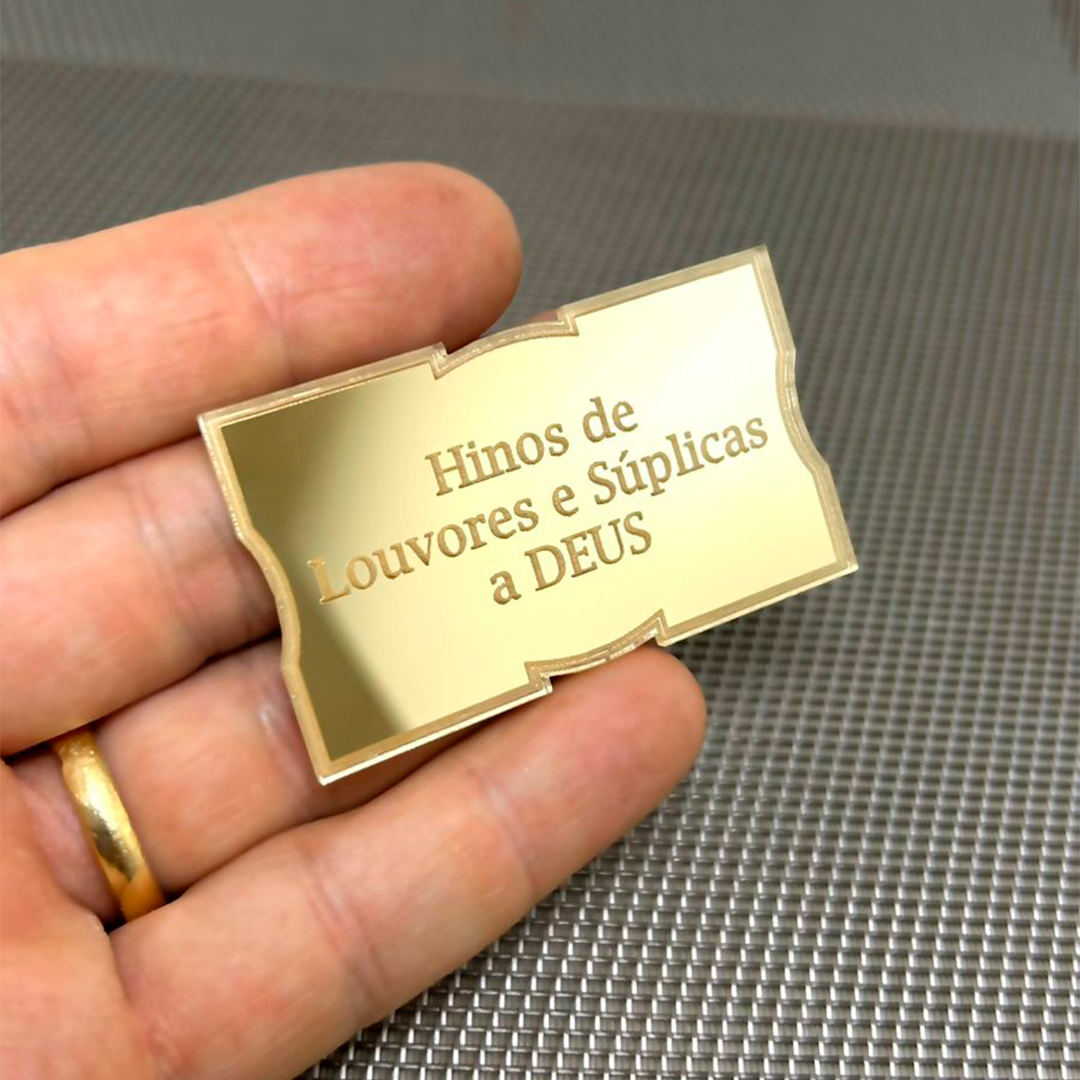 Hinos de
Louvores e Súplicas
a DEUS